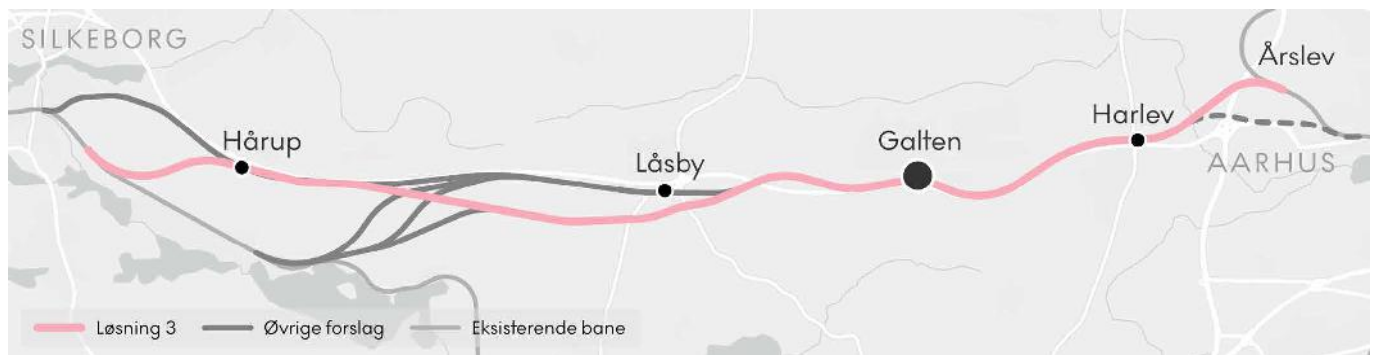 SILKEBORG
Årslev
Harlev
Hårup
Galten
Låsby
AARHUS
Løsning 3
Øvrige forslag
Eksisterende bane